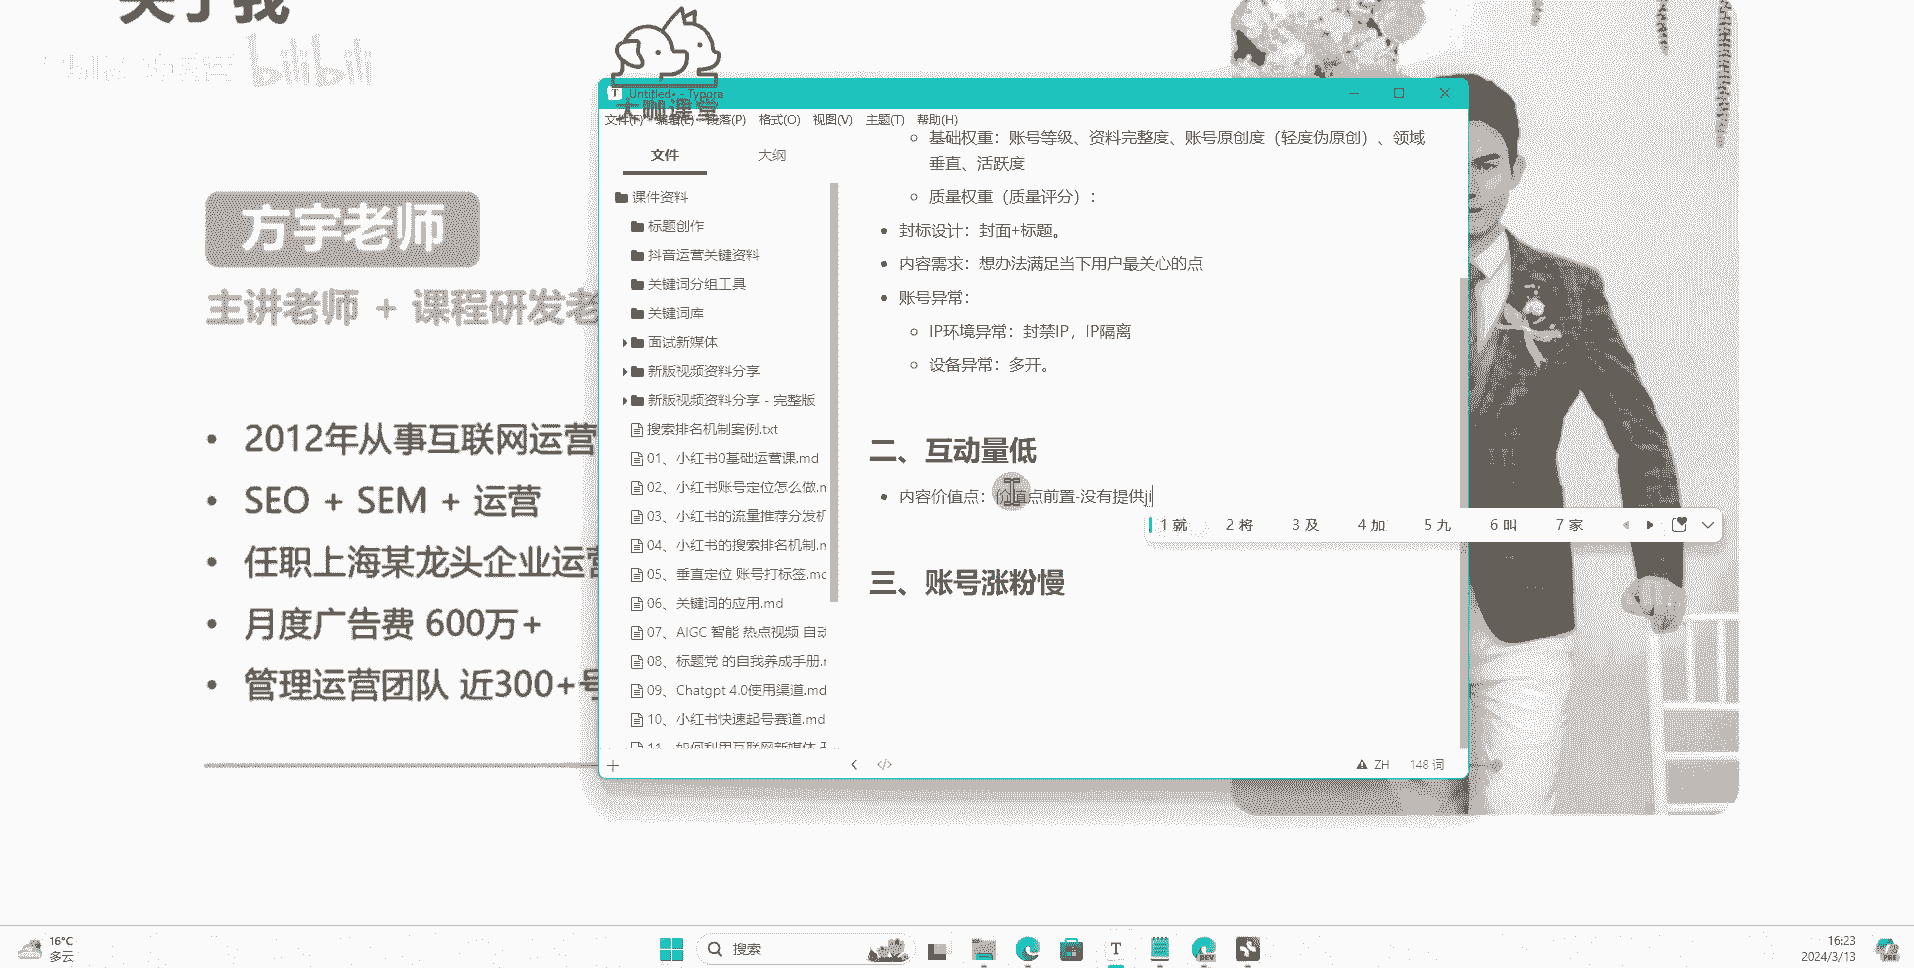 关于我
bilibili
大咖课堂
方宇老师
主讲老师 + 课程研发老
2012年从事互联网运营
SEO + SEM + 运营
任职上海某龙头企业运营
月度广告费 600万+
管理运营团队 近300+号
Untitled• - Typora
文件(F) 编辑(E) 段落(P) 格式(O) 视图(V) 主题(T) 帮助(H)
文件 大纲
课件资料
标题创作
抖音运营关键资料
关键词分组工具
关键词库
面试新媒体
新版视频资料分享
新版视频资料分享 - 完整版
搜索排名机制案例.txt
01、小红书0基础运营课.md
02、小红书账号定位怎么做.m
03、小红书的流量推荐分发机
04、小红书的搜索排名机制.m
05、垂直定位 账号打标签.md
06、关键词的应用.md
07、AIGC 智能 热点视频 自动
08、标题党 的自我养成手册.m
09、Chatgpt 4.0使用渠道.md
10、小红书快速起号赛道.md
11、如何利用互联网新媒体
基础权重：账号等级、资料完整度、账号原创度（轻度伪原创）、领域
垂直、活跃度
质量权重（质量评分）：
封标设计：封面+标题。
内容需求：想办法满足当下用户最关心的点
账号异常：
IP环境异常：封禁IP，IP隔离
设备异常：多开。
二、互动量低
内容价值点：价值点前置-没有提供ji
1 就 2 将 3 及 4 加 5 九 6 叫 7 家
三、账号涨粉慢
ZH 148 词
16°C
多云
搜索
16:23
2024/3/13